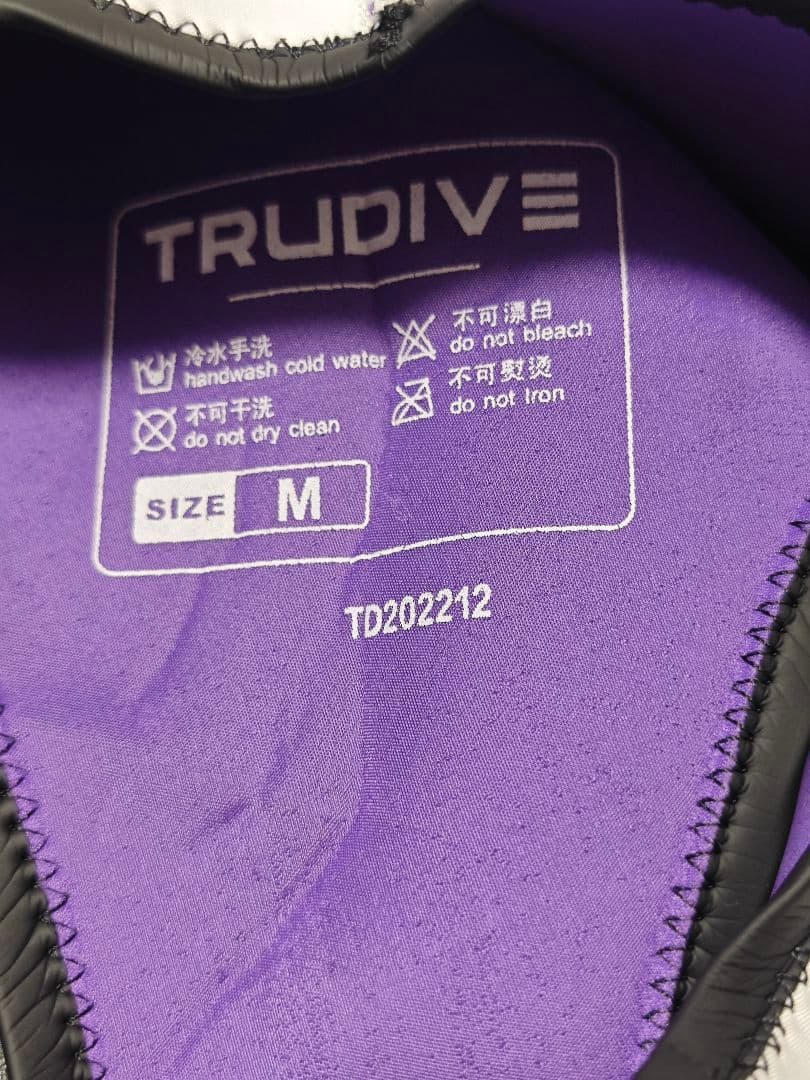 TRUDIVE
冷水手洗
handwash cold water
不可漂白
do not bleach
不可干洗
do not dry clean
不可熨烫
do not Iron
SIZE M
TD202212